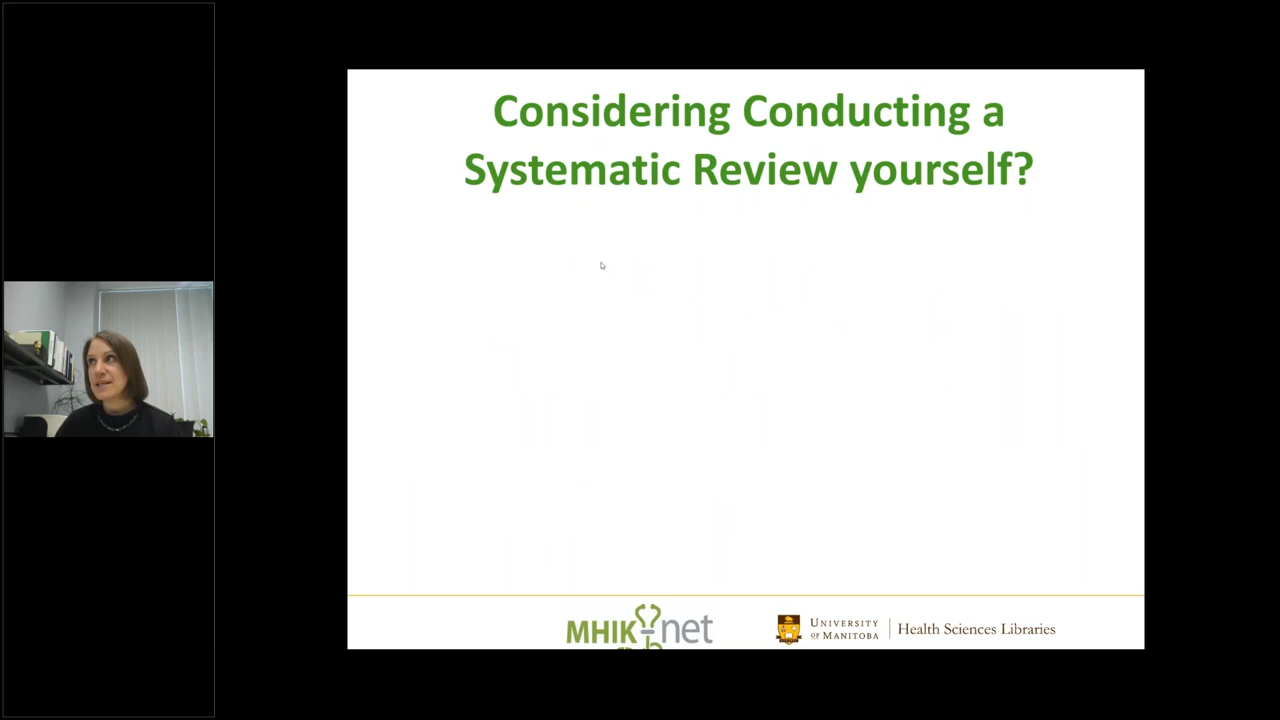 Considering Conducting a
Systematic Review yourself?
MHIK-net
UNIVERSITY
OF MANITOBA
Health Sciences Libraries